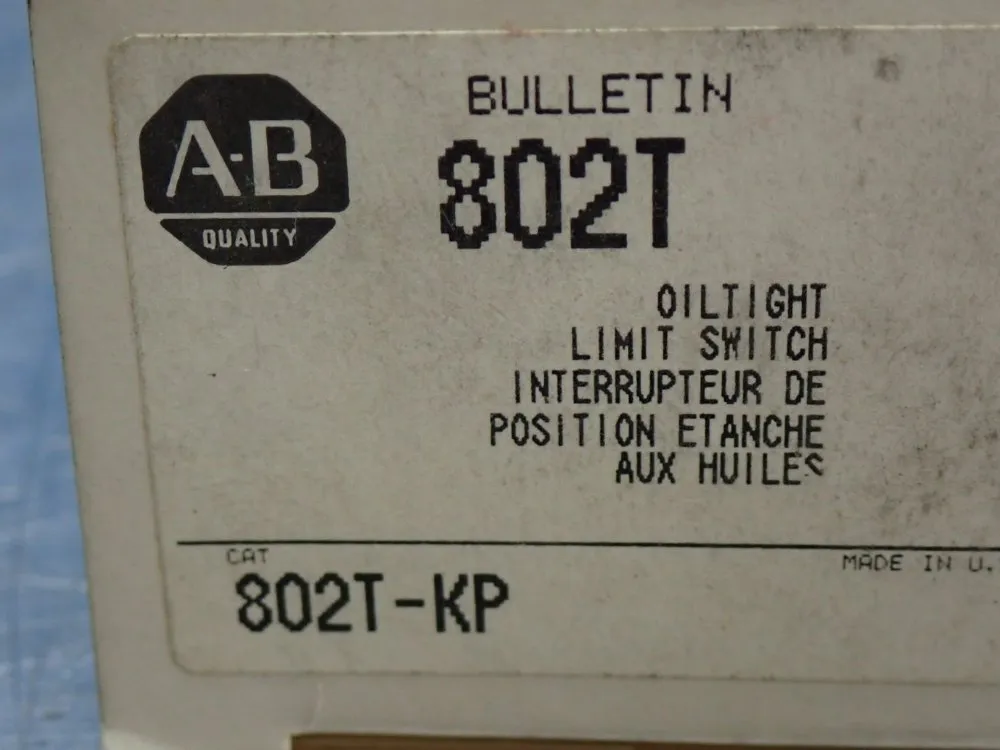 A-B
QUALITY
BULLETIN
802T
OILTIGHT
LIMIT SWITCH
INTERRUPTEUR DE
POSITION ETANCHE
AUX HUILES
CAT
MADE IN U.
802T-KP